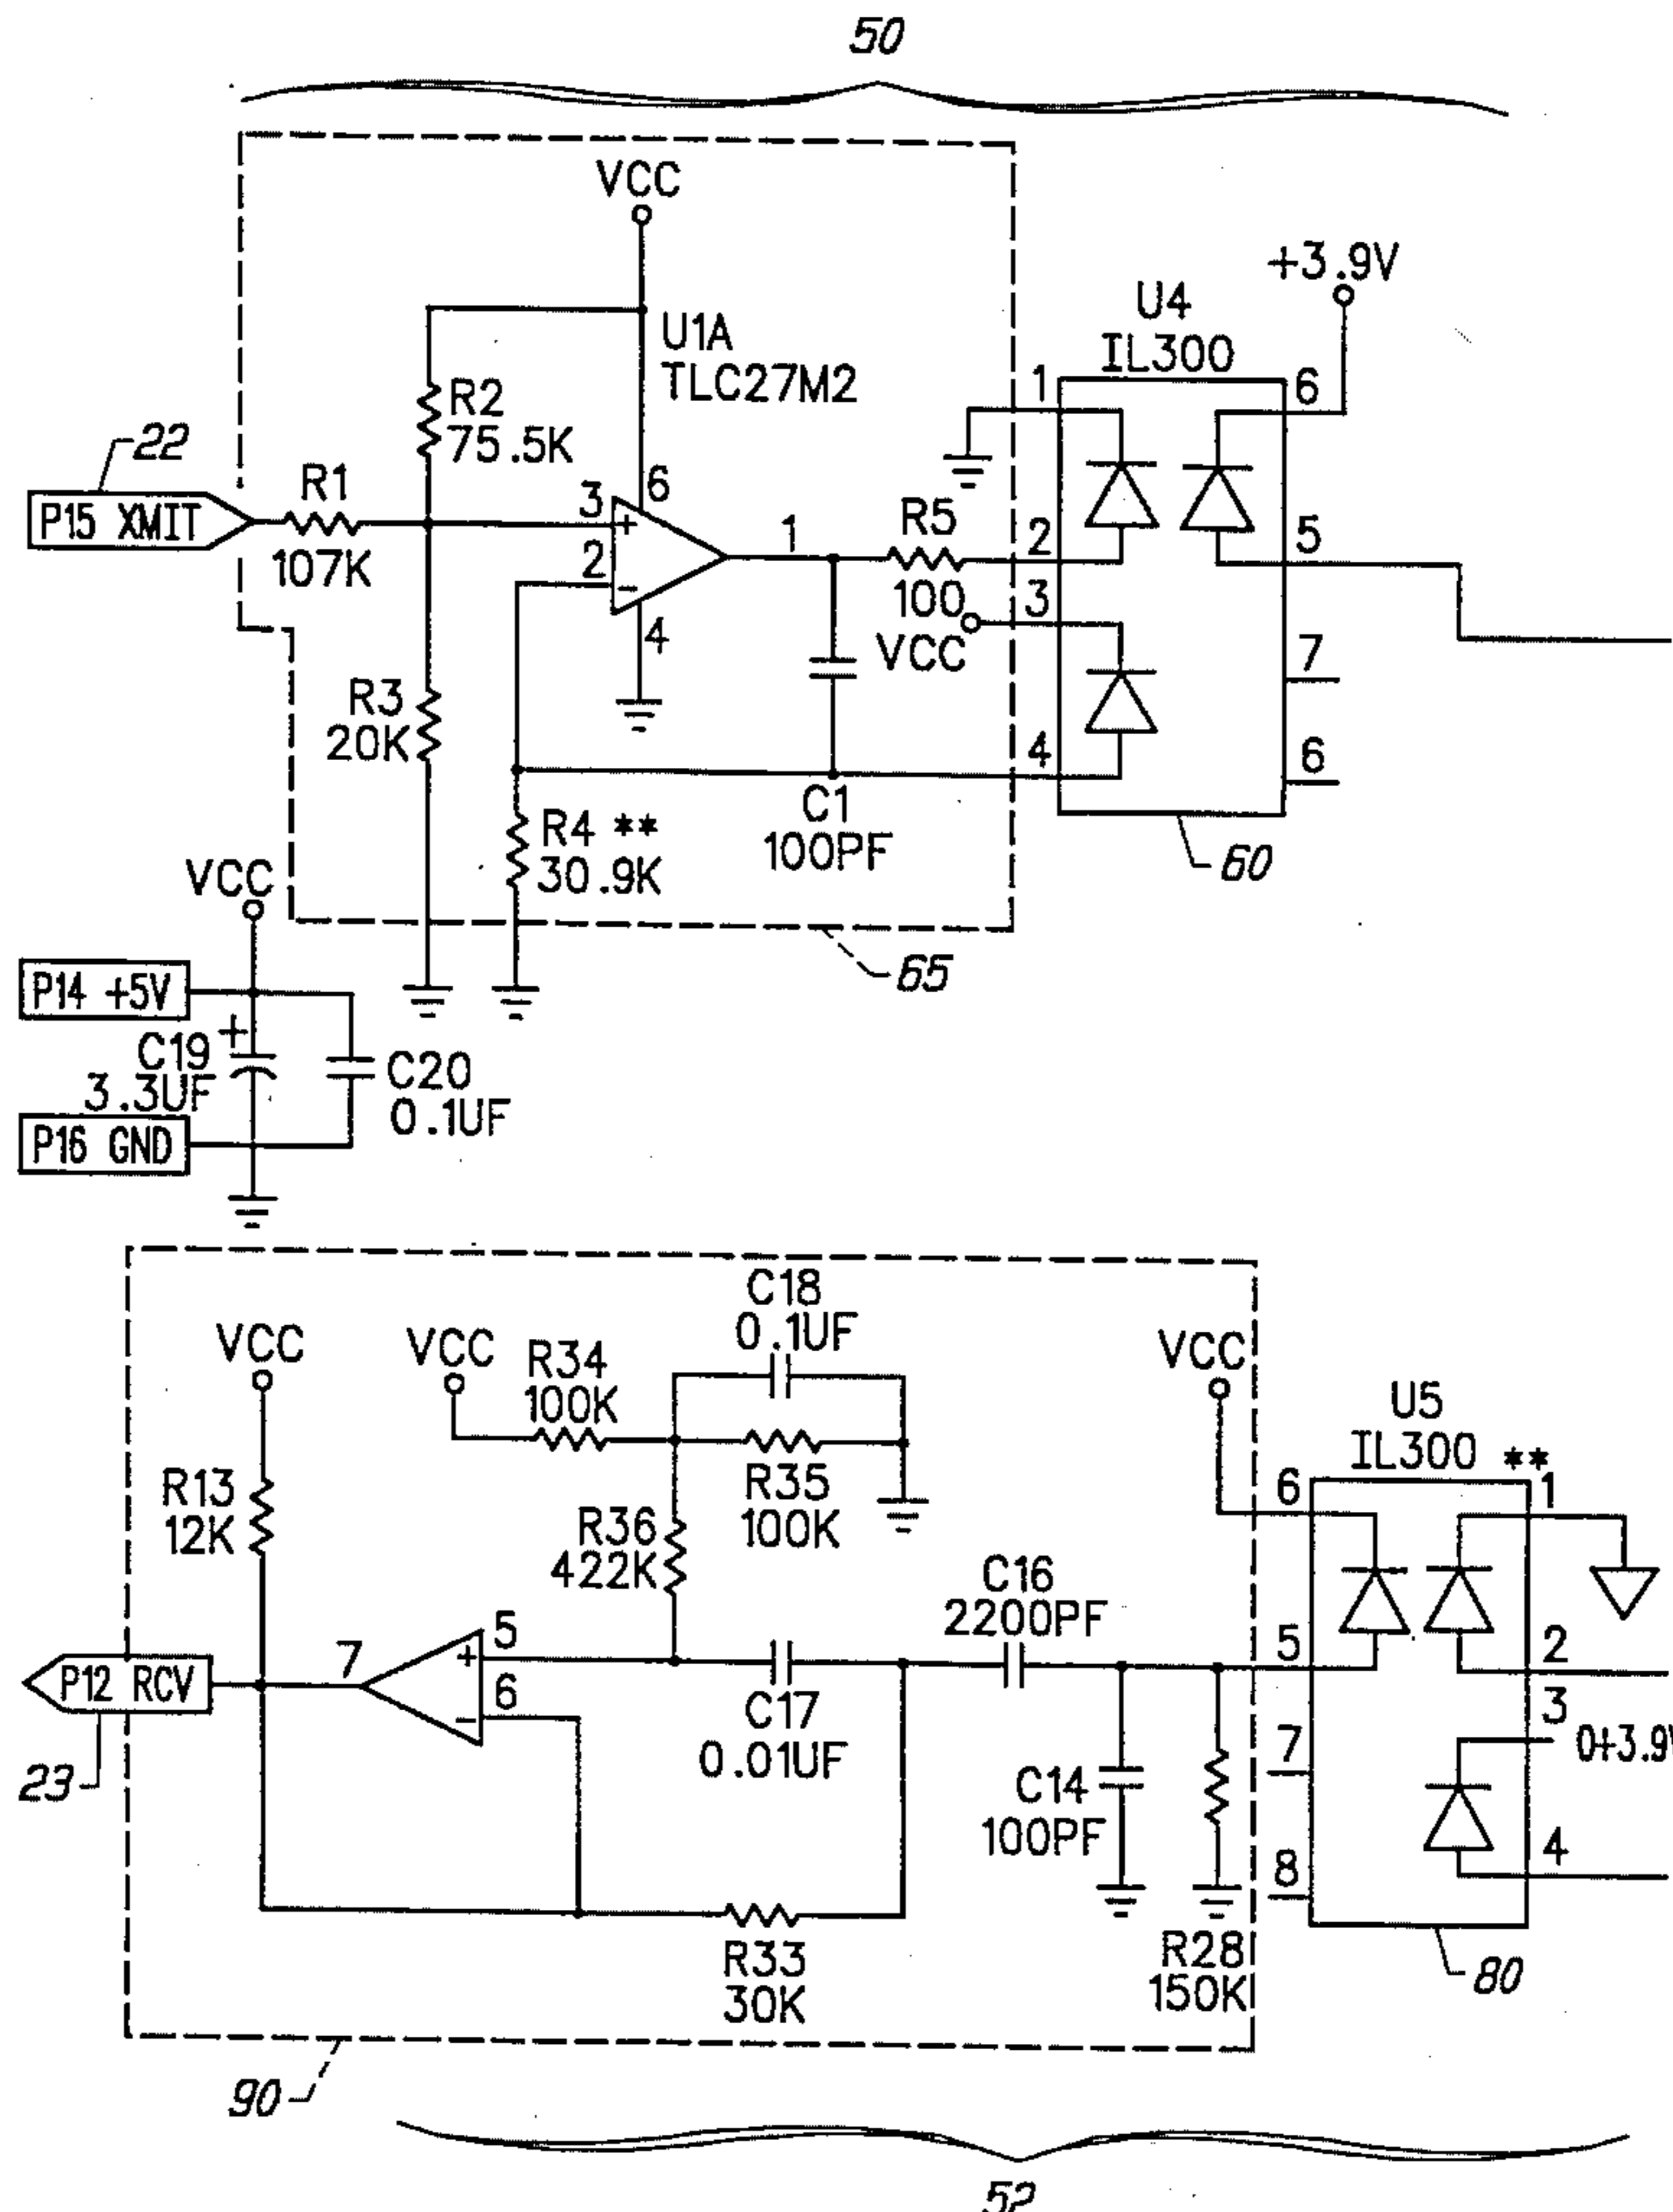 50
VCC
+3.9V
U4
IL300
U1A
TLC27M2
R2
75.5K
1
6
22
P15 XMIT
R1
107K
3
+
6
2
-
4
1
R5
100
2
5
3
VCC
7
R3
20K
4
6
C1
100PF
R4 **
30.9K
60
65
VCC
P14 +5V
+
C19
3.3UF
C20
0.1UF
P16 GND
C18
0.1UF
VCC
VCC
R34
100K
VCC
U5
IL300 **
R13
12K
R35
100K
6
1
R36
422K
C16
2200PF
5
+
7
6
-
5
2
P12 RCV
C17
0.01UF
3
0+3.9V
7
23
C14
100PF
4
8
R33
30K
R28
150K
80
90
52